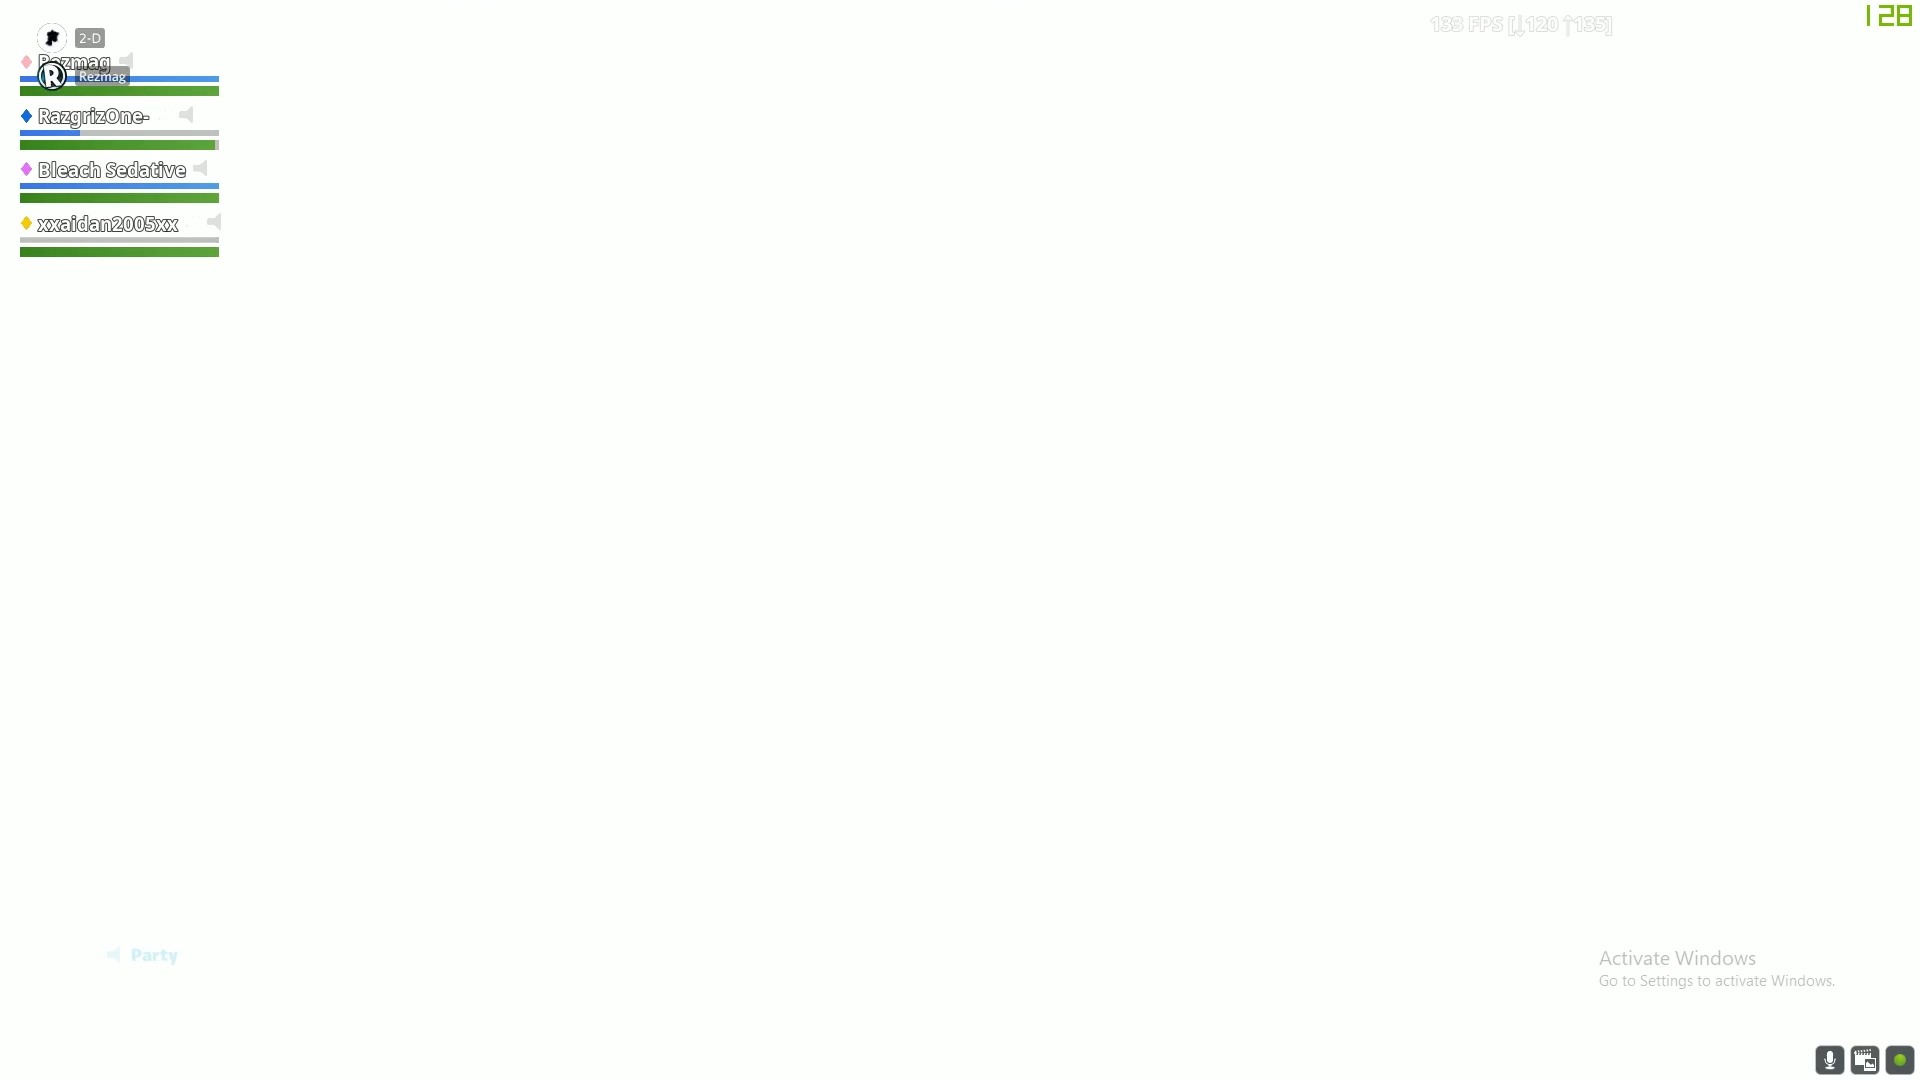 2-D
Rezmag
Rezmag
RazgrizOne-
Bleach Sedative
xxaidan2005xx
133 FPS [↓120 ↑135]
128
Party
Activate Windows
Go to Settings to activate Windows.